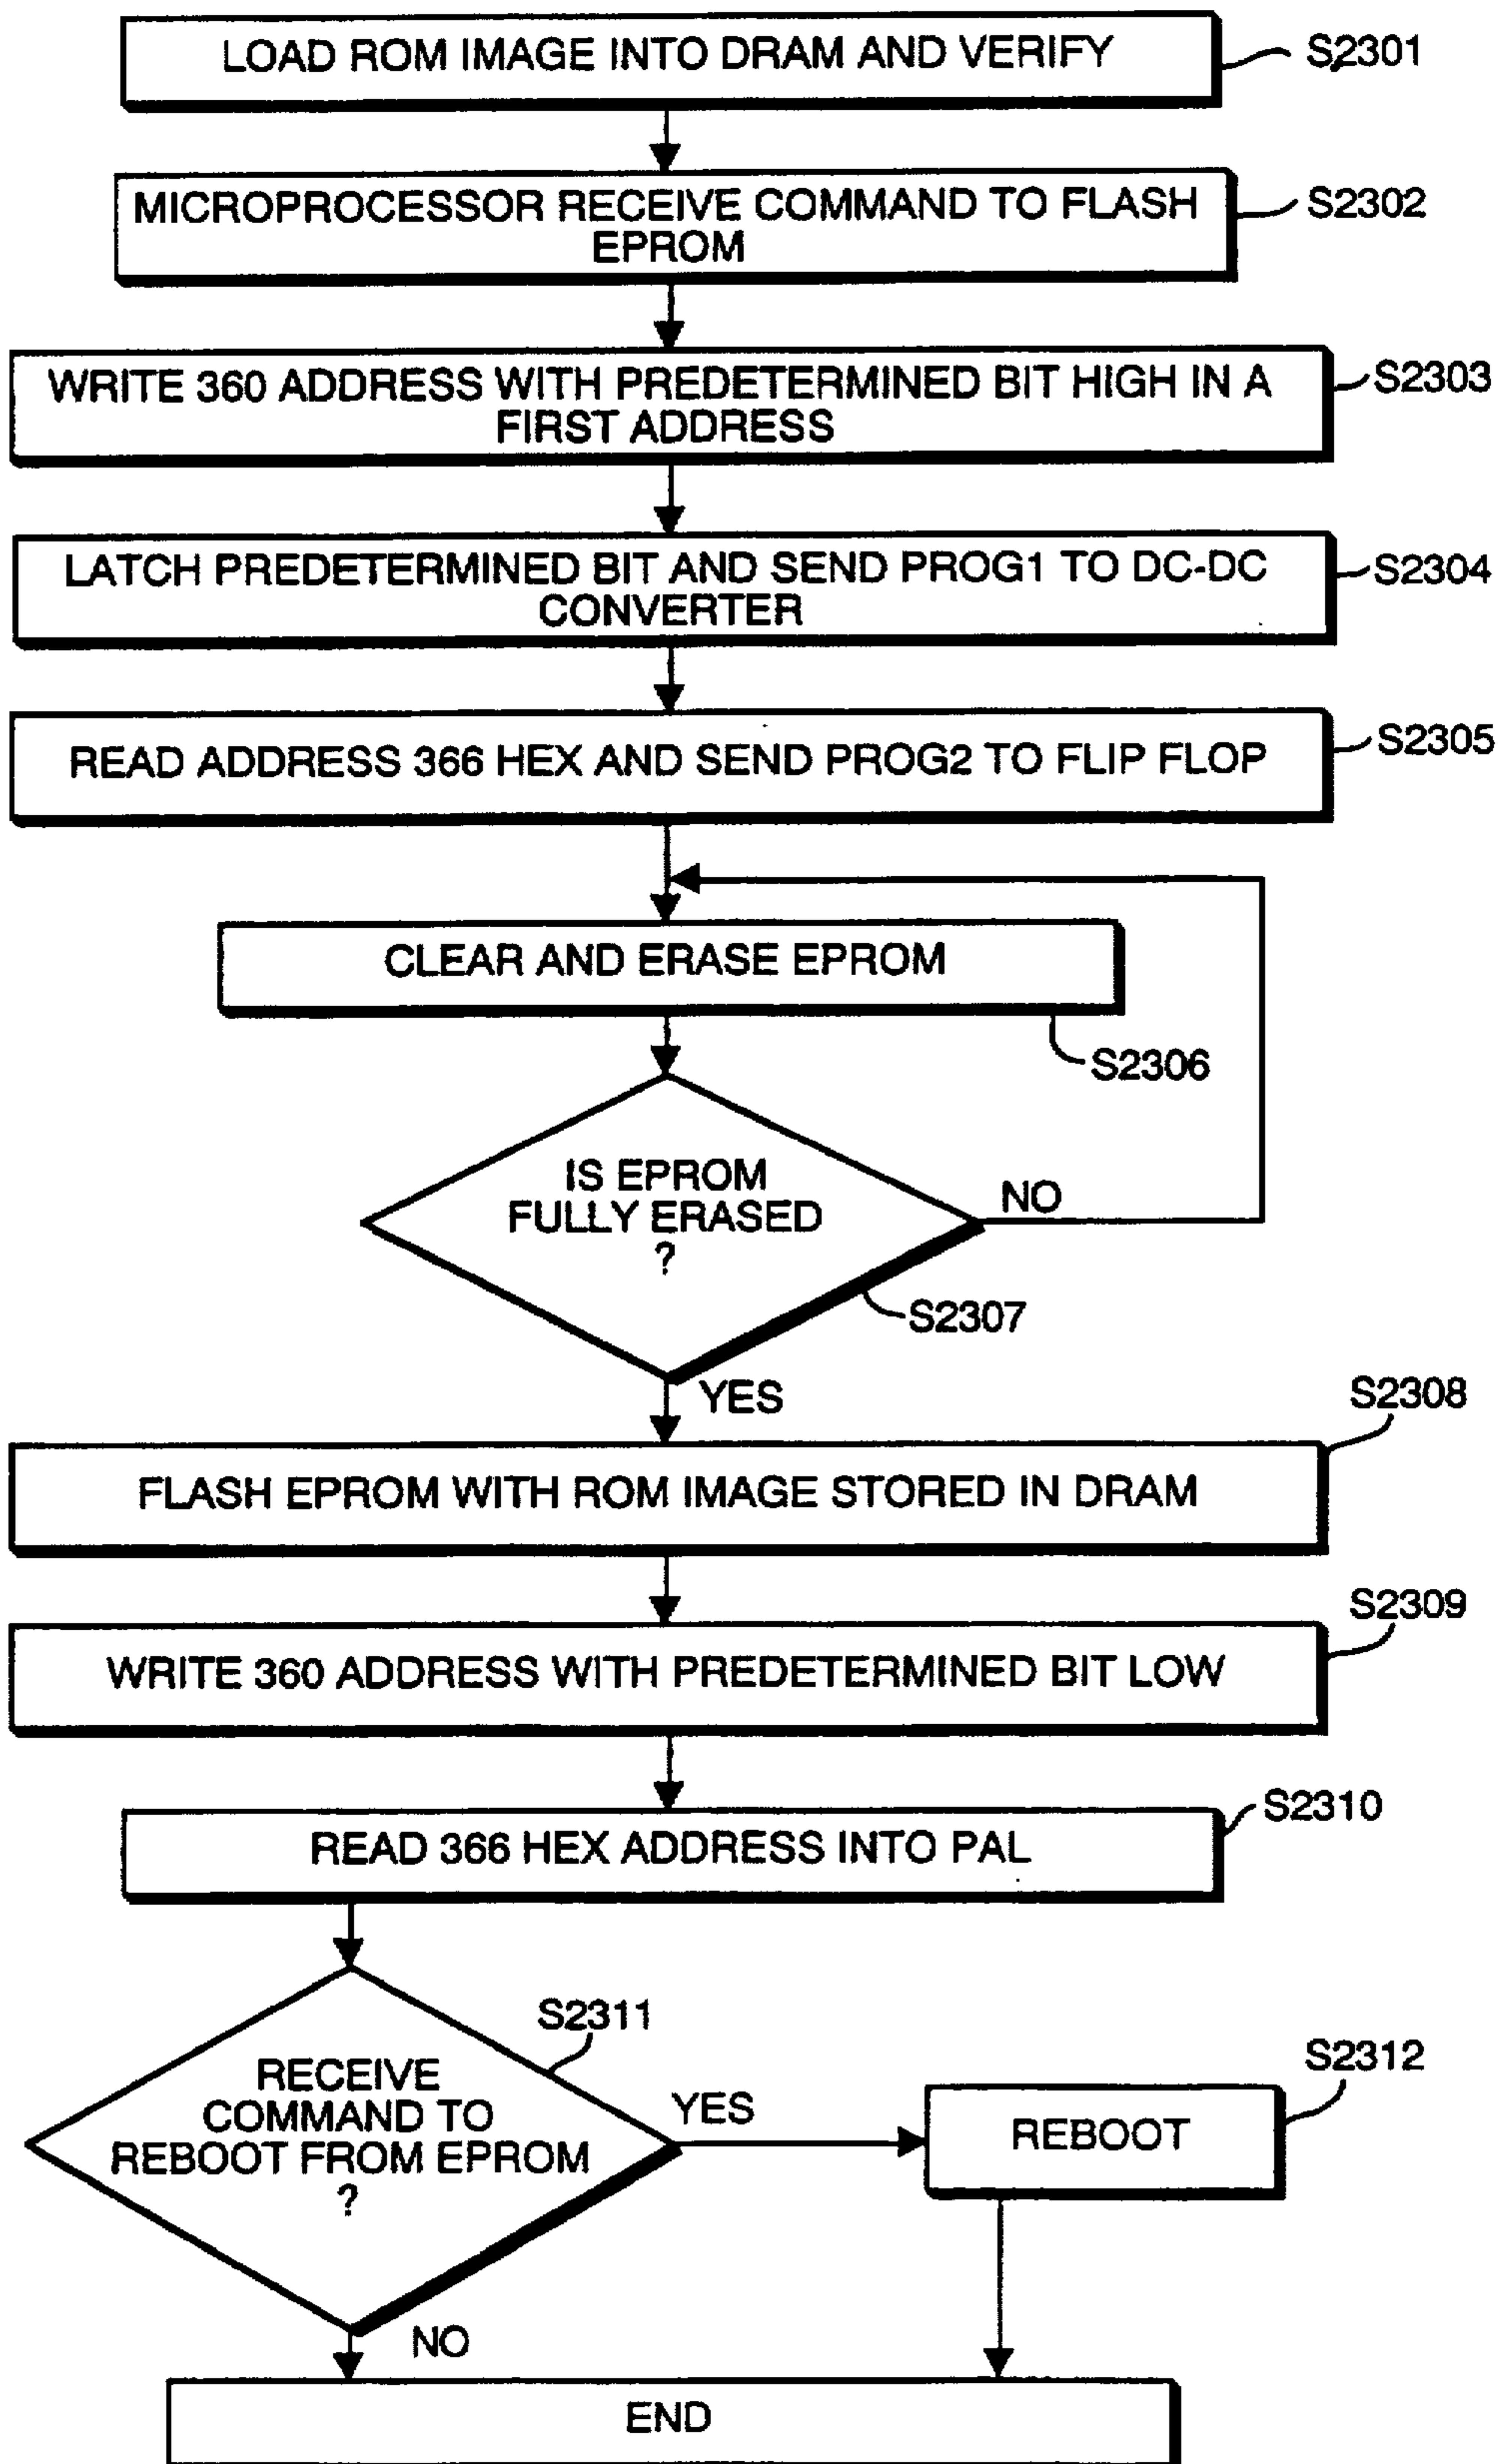 LOAD ROM IMAGE INTO DRAM AND VERIFY
S2301
MICROPROCESSOR RECEIVE COMMAND TO FLASH
EPROM
S2302
WRITE 360 ADDRESS WITH PREDETERMINED BIT HIGH IN A
FIRST ADDRESS
S2303
LATCH PREDETERMINED BIT AND SEND PROG1 TO DC-DC
CONVERTER
S2304
READ ADDRESS 366 HEX AND SEND PROG2 TO FLIP FLOP
S2305
CLEAR AND ERASE EPROM
S2306
IS EPROM
FULLY ERASED
?
NO
S2307
YES
S2308
FLASH EPROM WITH ROM IMAGE STORED IN DRAM
S2309
WRITE 360 ADDRESS WITH PREDETERMINED BIT LOW
S2310
READ 366 HEX ADDRESS INTO PAL
S2311
RECEIVE
COMMAND TO
REBOOT FROM EPROM
?
YES
S2312
REBOOT
NO
END